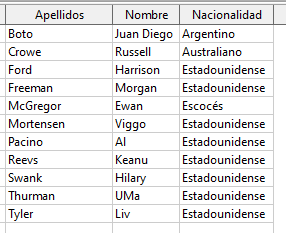 Apellidos Nombre Nacionalidad
Boto Juan Diego Argentino
Crowe Russell Australiano
Ford Harrison Estadounidense
Freeman Morgan Estadounidense
McGregor Ewan Escocés
Mortensen Viggo Estadounidense
Pacino Al Estadounidense
Reevs Keanu Estadounidense
Swank Hilary Estadounidense
Thurman UMa Estadounidense
Tyler Liv Estadounidense